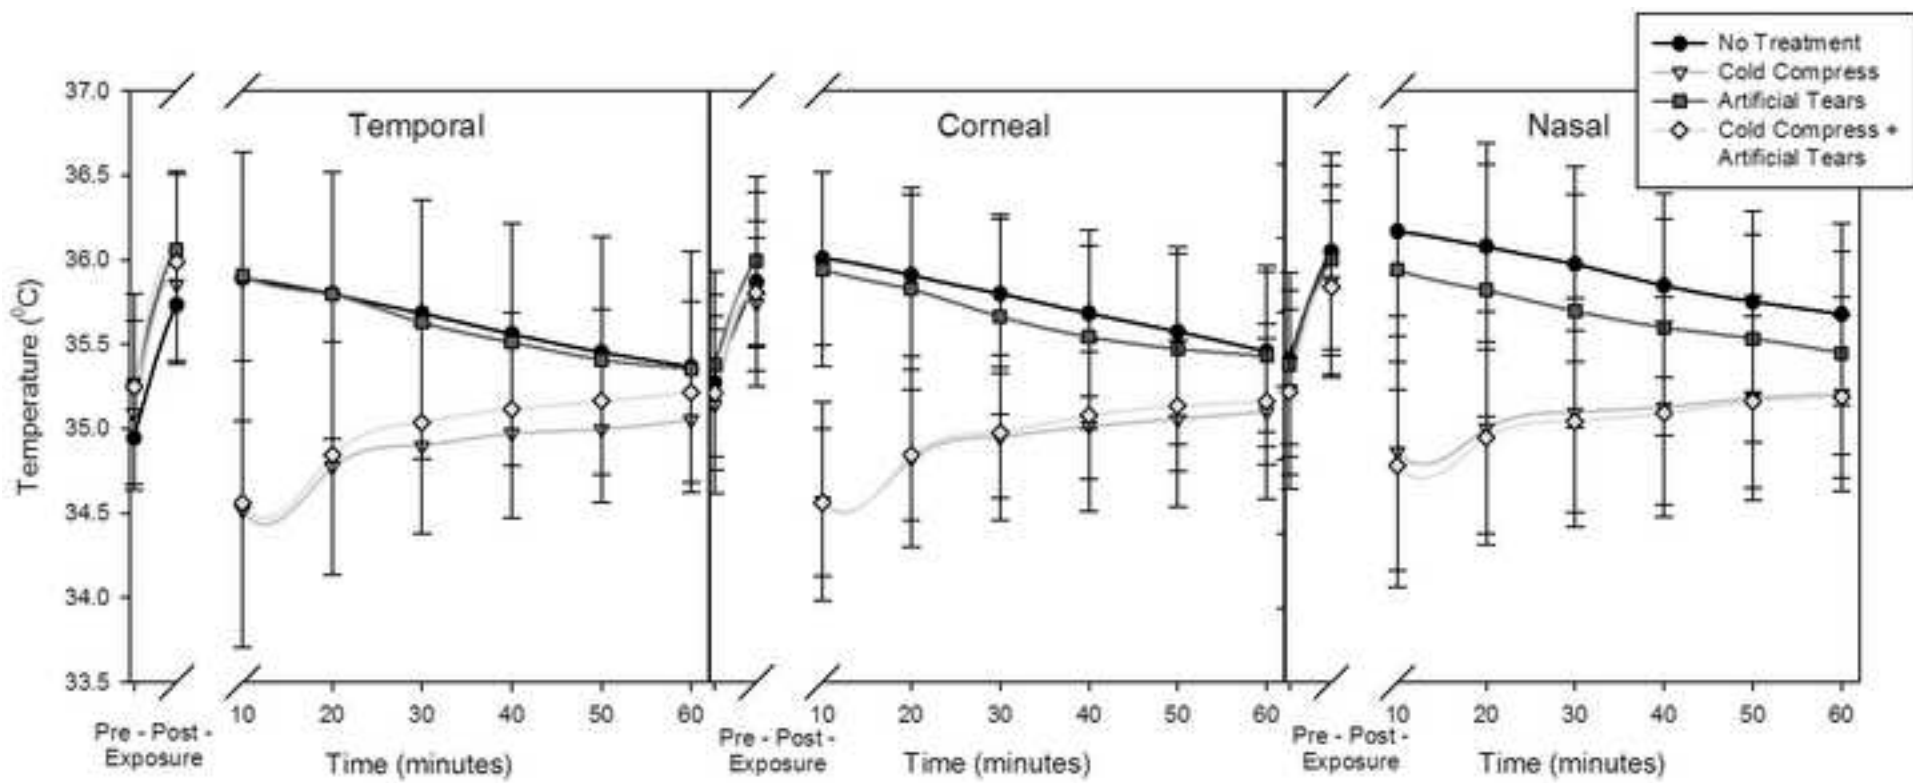 No Treatment
Cold Compress
Artificial Tears
Cold Compress +
Artificial Tears
Temporal
Corneal
Nasal
Temperature (⁰C)
37.0
36.5
36.0
35.5
35.0
34.5
34.0
33.5
10 20 30 40 50 60
10 20 30 40 50 60
10 20 30 40 50 60
Pre - Post -
Exposure
Time (minutes)
Pre - Post -
Exposure
Time (minutes)
Pre - Post -
Exposure
Time (minutes)